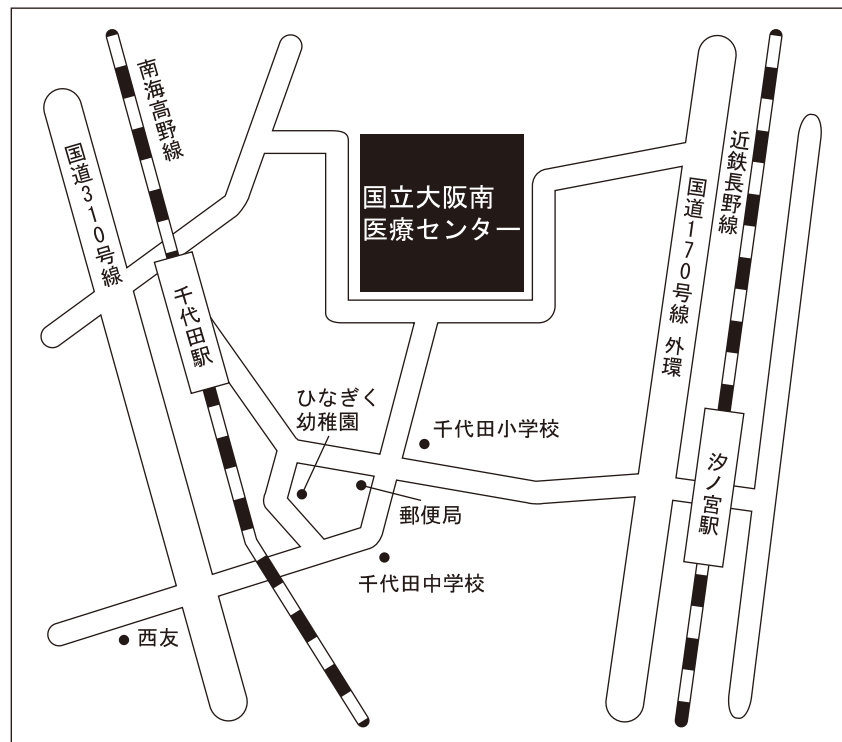 南海高野線
国道310号線
国立大阪南
医療センター
近鉄長野線
国道170号線 外環
千代田駅
ひなぎく
幼稚園
千代田小学校
汐ノ宮駅
郵便局
千代田中学校
西友